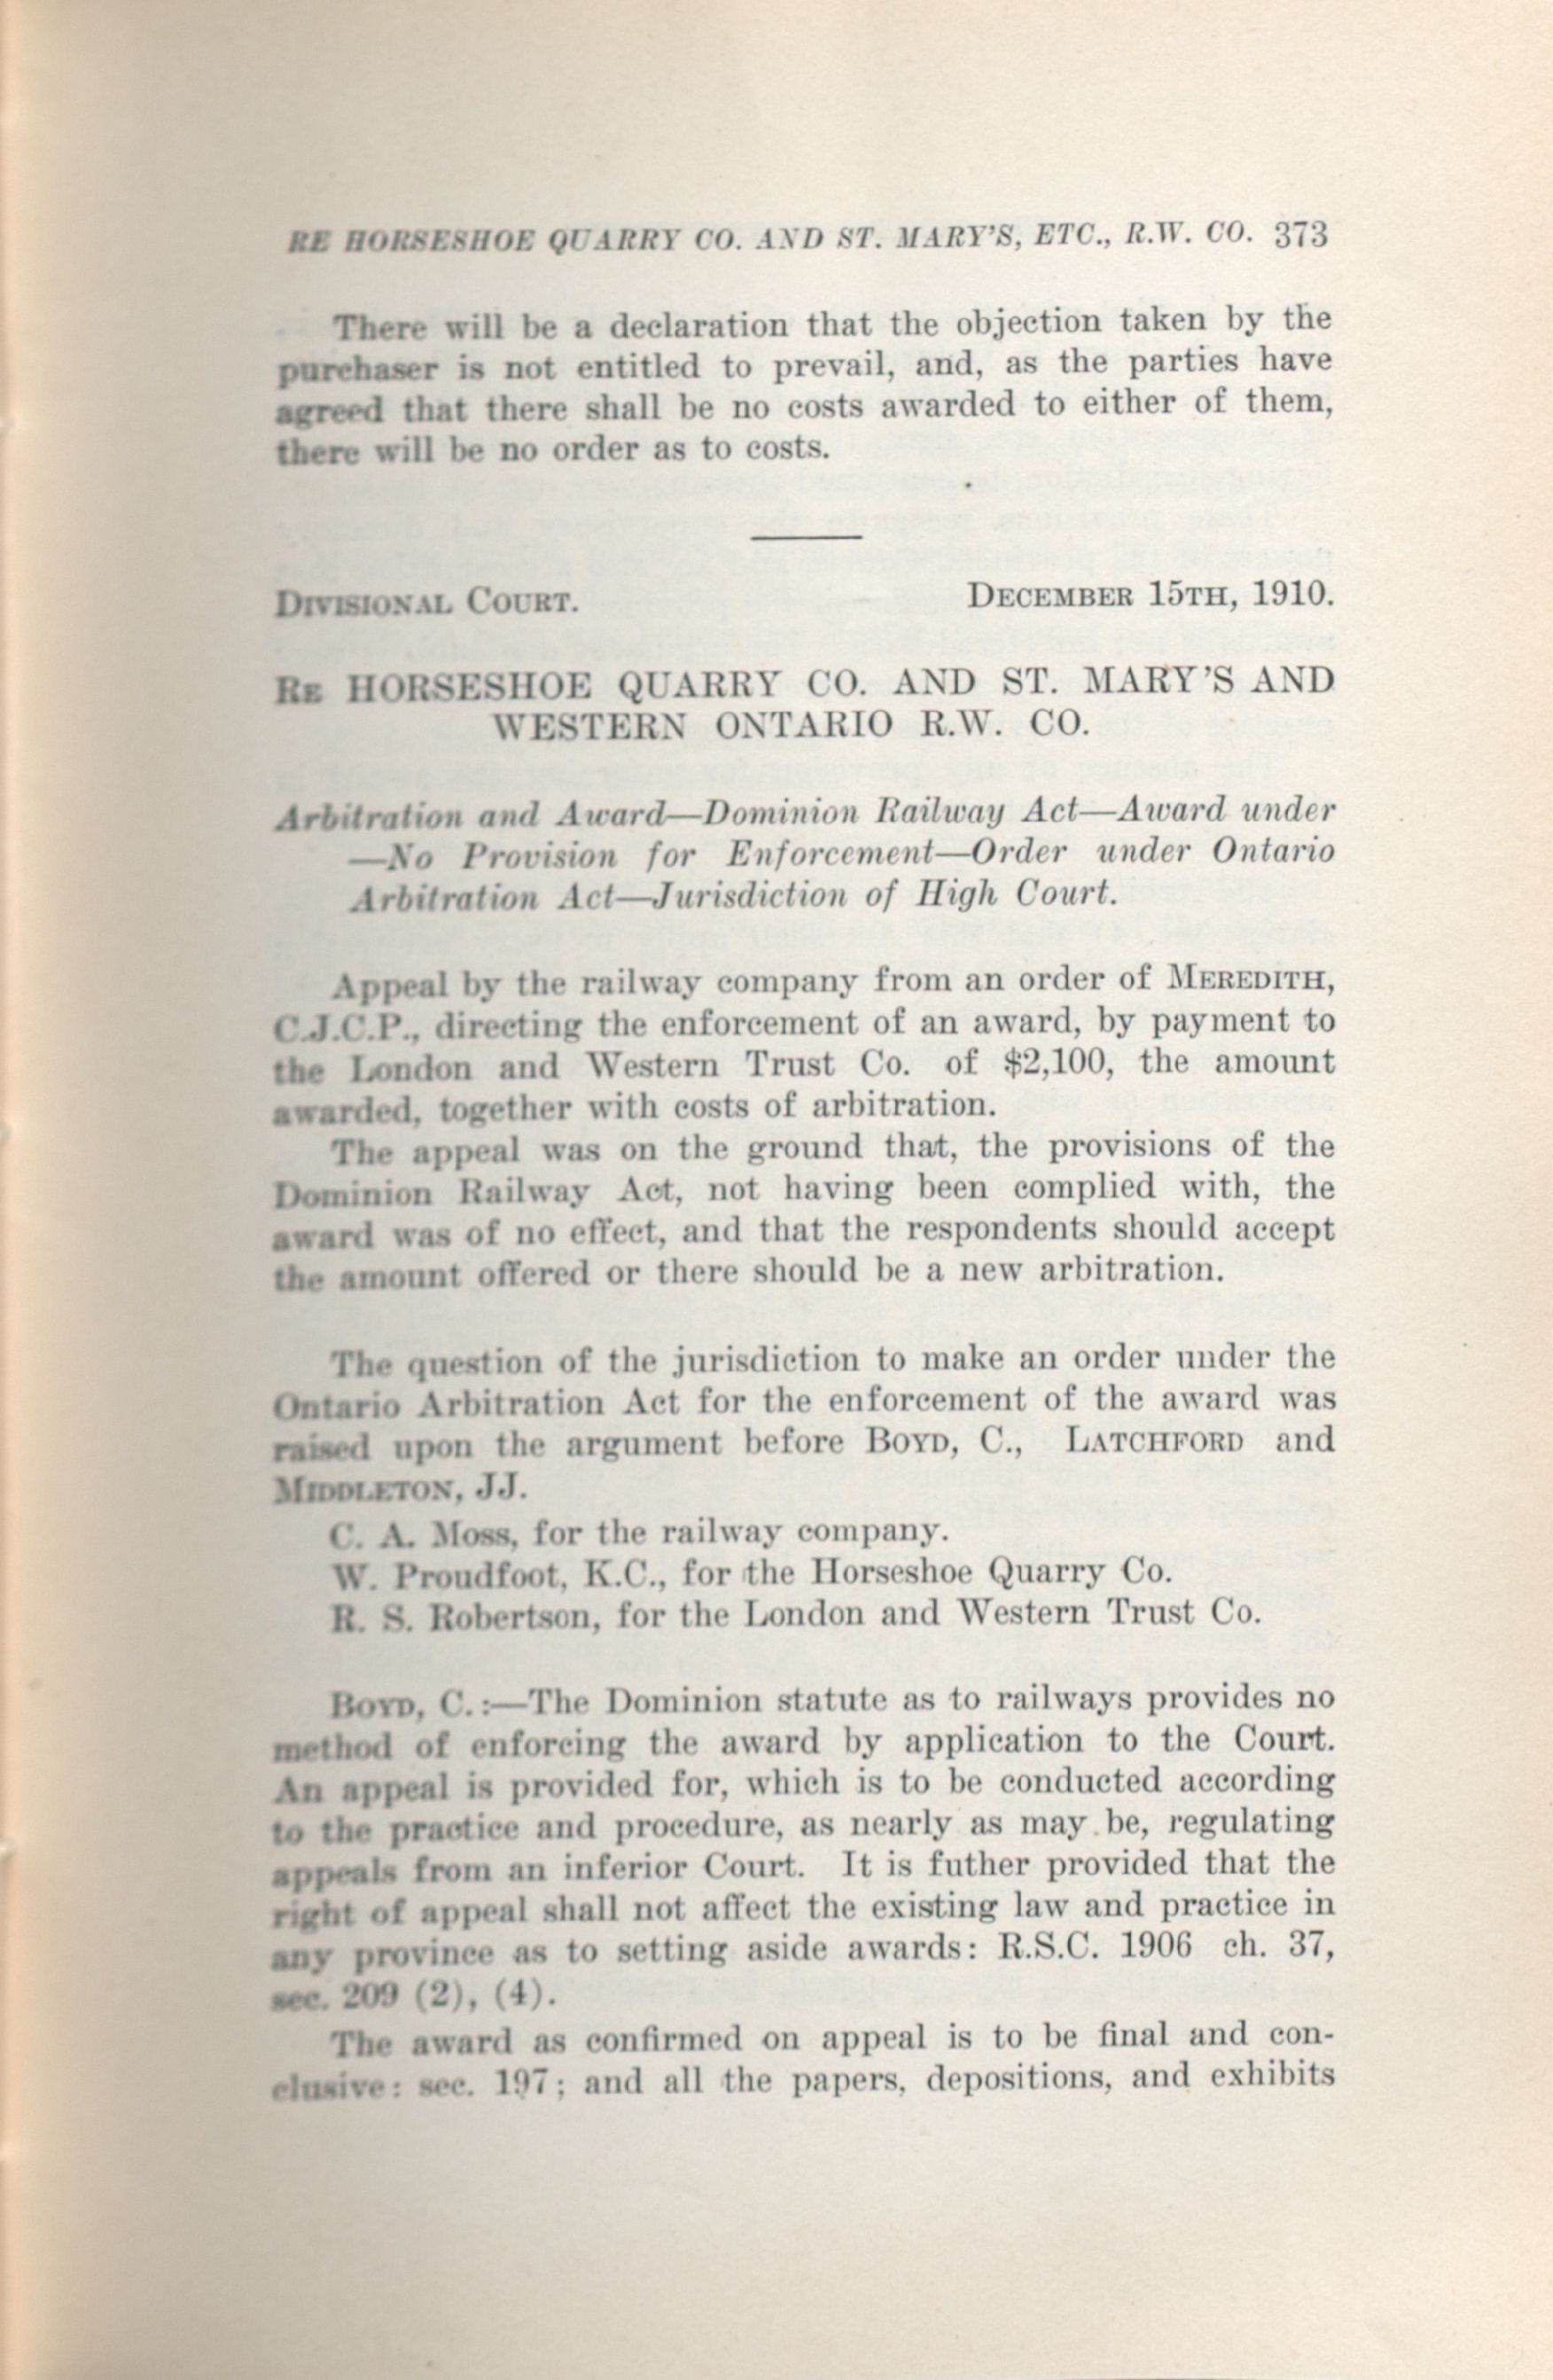 RE HORSESHOE QUARRY CO. AND ST. MARY'S, ETC., R.W. CO. 373
There will be a declaration that the objection taken by the
purchaser is not entitled to prevail, and, as the parties have
agreed that there shall be no costs awarded to either of them,
there will be no order as to costs.
DIVISIONAL COURT. DECEMBER 15TH, 1910.
RE HORSESHOE QUARRY CO. AND ST. MARY'S AND
WESTERN ONTARIO R.W. CO.
Arbitration and Award—Dominion Railway Act—Award under
—No Provision for Enforcement—Order under Ontario
Arbitration Act—Jurisdiction of High Court.
Appeal by the railway company from an order of MEREDITH,
C.J.C.P., directing the enforcement of an award, by payment to
the London and Western Trust Co. of $2,100, the amount
awarded, together with costs of arbitration.
The appeal was on the ground that, the provisions of the
Dominion Railway Act, not having been complied with, the
award was of no effect, and that the respondents should accept
the amount offered or there should be a new arbitration.
The question of the jurisdiction to make an order under the
Ontario Arbitration Act for the enforcement of the award was
raised upon the argument before BOYD, C., LATCHFORD and
MIDDLETON, JJ.
C. A. Moss, for the railway company.
W. Proudfoot, K.C., for the Horseshoe Quarry Co.
R. S. Robertson, for the London and Western Trust Co.
BOYD, C.:—The Dominion statute as to railways provides no
method of enforcing the award by application to the Court.
An appeal is provided for, which is to be conducted according
to the practice and procedure, as nearly as may be, regulating
appeals from an inferior Court. It is futher provided that the
right of appeal shall not affect the existing law and practice in
any province as to setting aside awards: R.S.C. 1906 ch. 37,
sec. 209 (2), (4).
The award as confirmed on appeal is to be final and con-
clusive: sec. 197; and all the papers, depositions, and exhibits